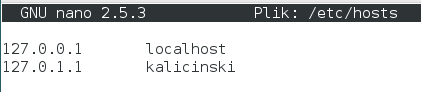 GNU nano 2.5.3 Plik: /etc/hosts
127.0.0.1 localhost
127.0.1.1 kalicinski